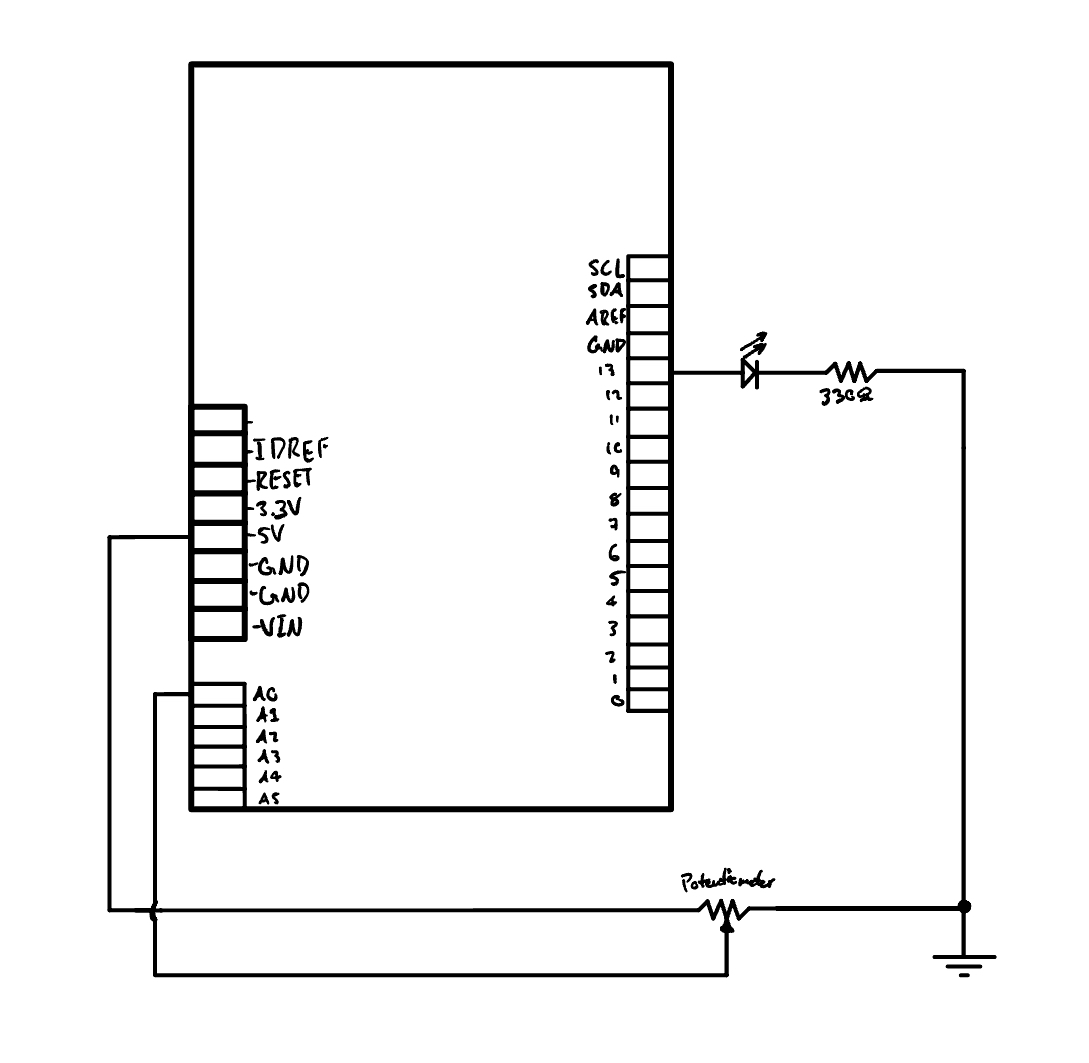 SCL
SDA
AREF
GND
13
12
11
10
9
8
7
6
5
4
3
2
1
0
330Ω
IOREF
RESET
3.3V
5V
GND
GND
VIN
A0
A1
A2
A3
A4
A5
Potentiometer